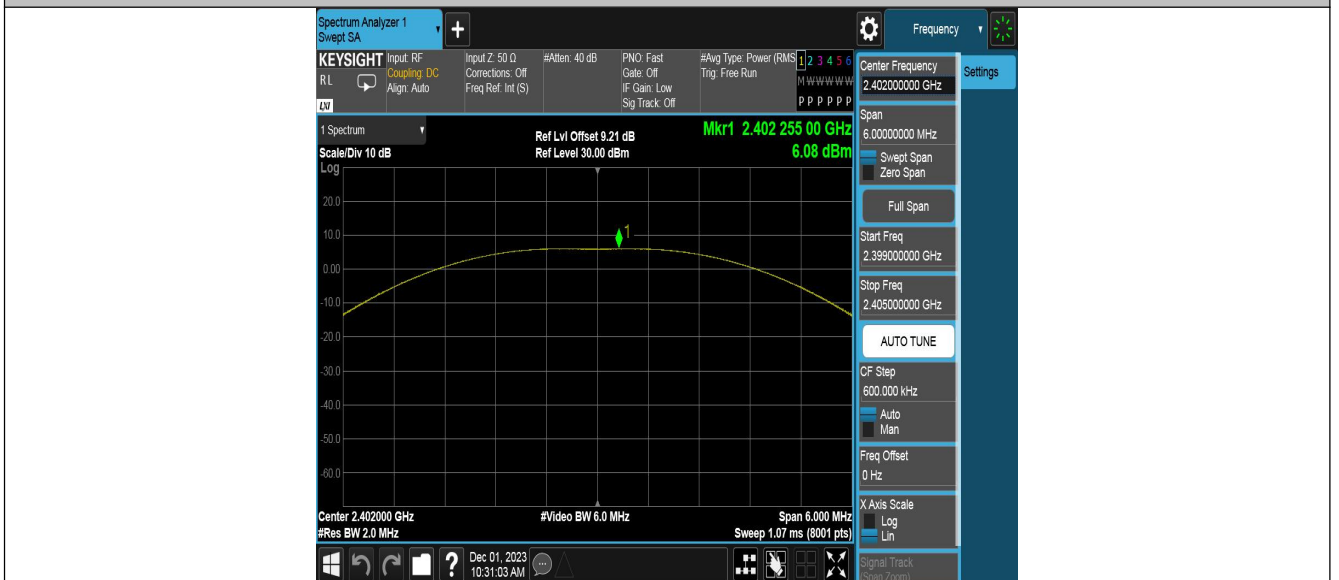 Spectrum Analyzer 1
Swept SA
+
Frequency
KEYSIGHT
RL
LXI
Input: RF
Coupling: DC
Align: Auto
Input Z: 50 Ω
Corrections: Off
Freq Ref: Int (S)
#Atten: 40 dB
PNO: Fast
Gate: Off
IF Gain: Low
Sig Track: Off
#Avg Type: Power (RMS
Trig: Free Run
1 2 3 4 5 6
M W W W W W
P P P P P P
1 Spectrum
Scale/Div 10 dB
Log
Ref Lvl Offset 9.21 dB
Ref Level 30.00 dBm
Mkr1 2.402 255 00 GHz
6.08 dBm
20.0
10.0
0.00
-10.0
-20.0
-30.0
-40.0
-50.0
-60.0
1
Center 2.402000 GHz
#Res BW 2.0 MHz
#Video BW 6.0 MHz
Span 6.000 MHz
Sweep 1.07 ms (8001 pts)
Center Frequency
2.402000000 GHz
Settings
Span
6.00000000 MHz
Swept Span
Zero Span
Full Span
Start Freq
2.399000000 GHz
Stop Freq
2.405000000 GHz
AUTO TUNE
CF Step
600.000 kHz
Auto
Man
Freq Offset
0 Hz
X Axis Scale
Log
Lin
Signal Track
(Span Zoom)
?
Dec 01, 2023
10:31:03 AM